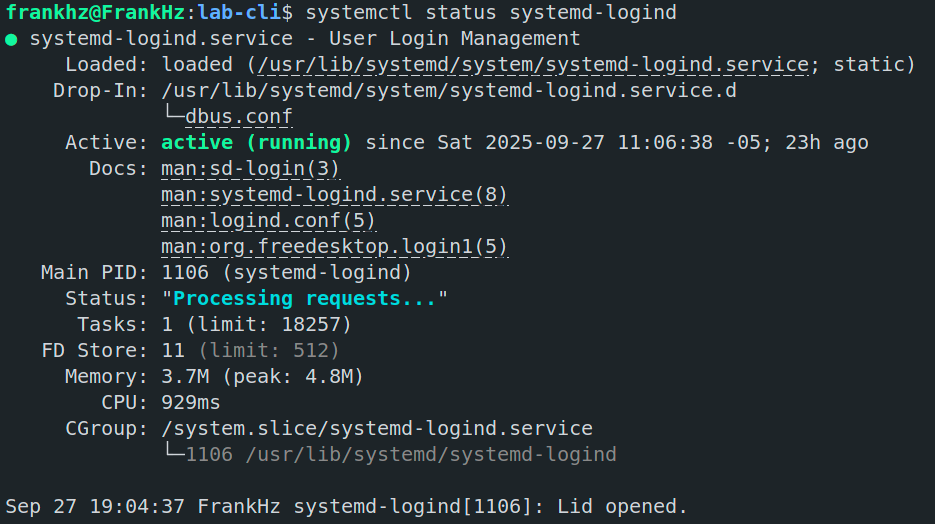 frankhz@FrankHz:lab-cli$ systemctl status systemd-logind
● systemd-logind.service - User Login Management
     Loaded: loaded (/usr/lib/systemd/system/systemd-logind.service; static)
    Drop-In: /usr/lib/systemd/system/systemd-logind.service.d
             └─dbus.conf
     Active: active (running) since Sat 2025-09-27 11:06:38 -05; 23h ago
       Docs: man:sd-login(3)
             man:systemd-logind.service(8)
             man:logind.conf(5)
             man:org.freedesktop.login1(5)
   Main PID: 1106 (systemd-logind)
     Status: "Processing requests..."
      Tasks: 1 (limit: 18257)
   FD Store: 11 (limit: 512)
     Memory: 3.7M (peak: 4.8M)
        CPU: 929ms
     CGroup: /system.slice/systemd-logind.service
             └─1106 /usr/lib/systemd/systemd-logind

Sep 27 19:04:37 FrankHz systemd-logind[1106]: Lid opened.